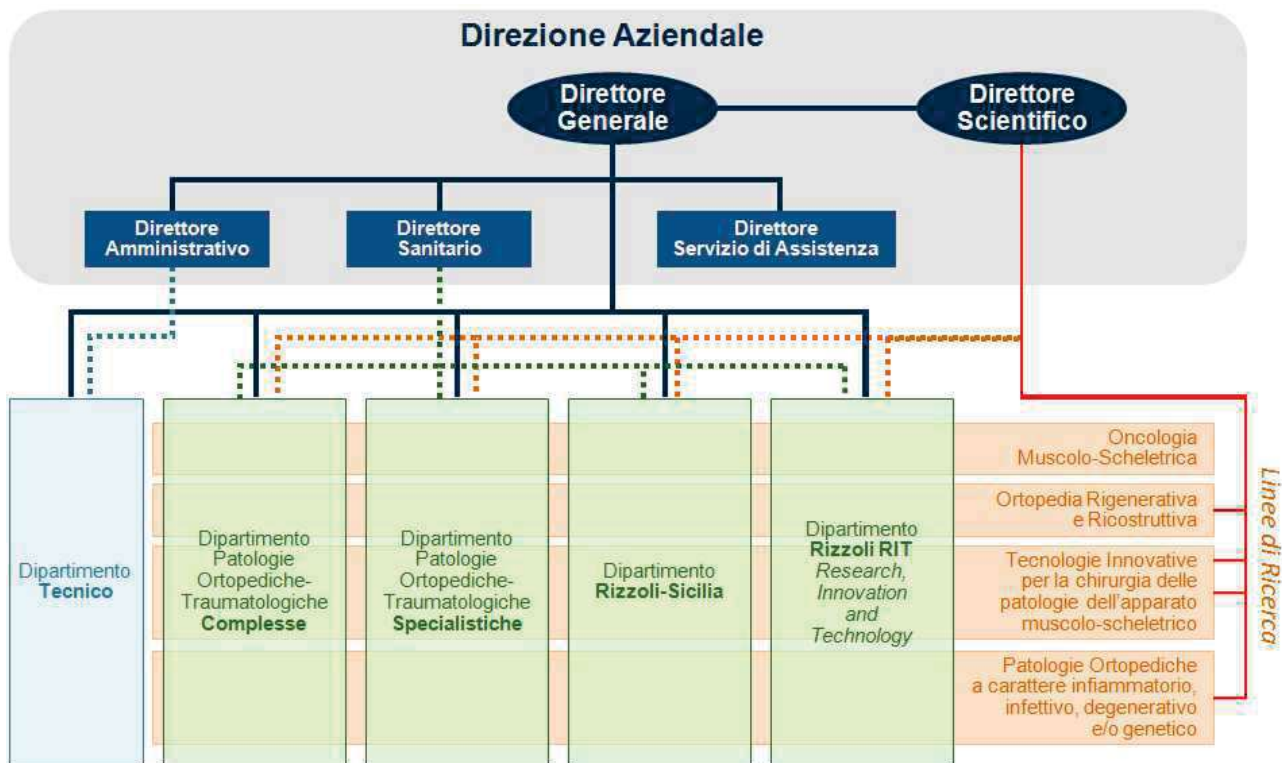 Direzione Aziendale
Direttore
Generale
Direttore
Scientifico
Direttore
Amministrativo
Direttore
Sanitario
Direttore
Servizio di Assistenza
Dipartimento
Tecnico
Dipartimento
Patologie
Ortopediche-
Traumatologiche
Complesse
Dipartimento
Patologie
Ortopediche-
Traumatologiche
Specialistiche
Dipartimento
Rizzoli-Sicilia
Dipartimento
Rizzoli RIT
Research,
Innovation
and
Technology
Oncologia
Muscolo-Scheletrica
Ortopedia Rigenerativa
e Ricostruttiva
Tecnologie Innovative
per la chirurgia delle
patologie dell'apparato
muscolo-scheletrico
Patologie Ortopediche
a carattere infiammatorio,
infettivo, degenerativo
e/o genetico
Linee di Ricerca